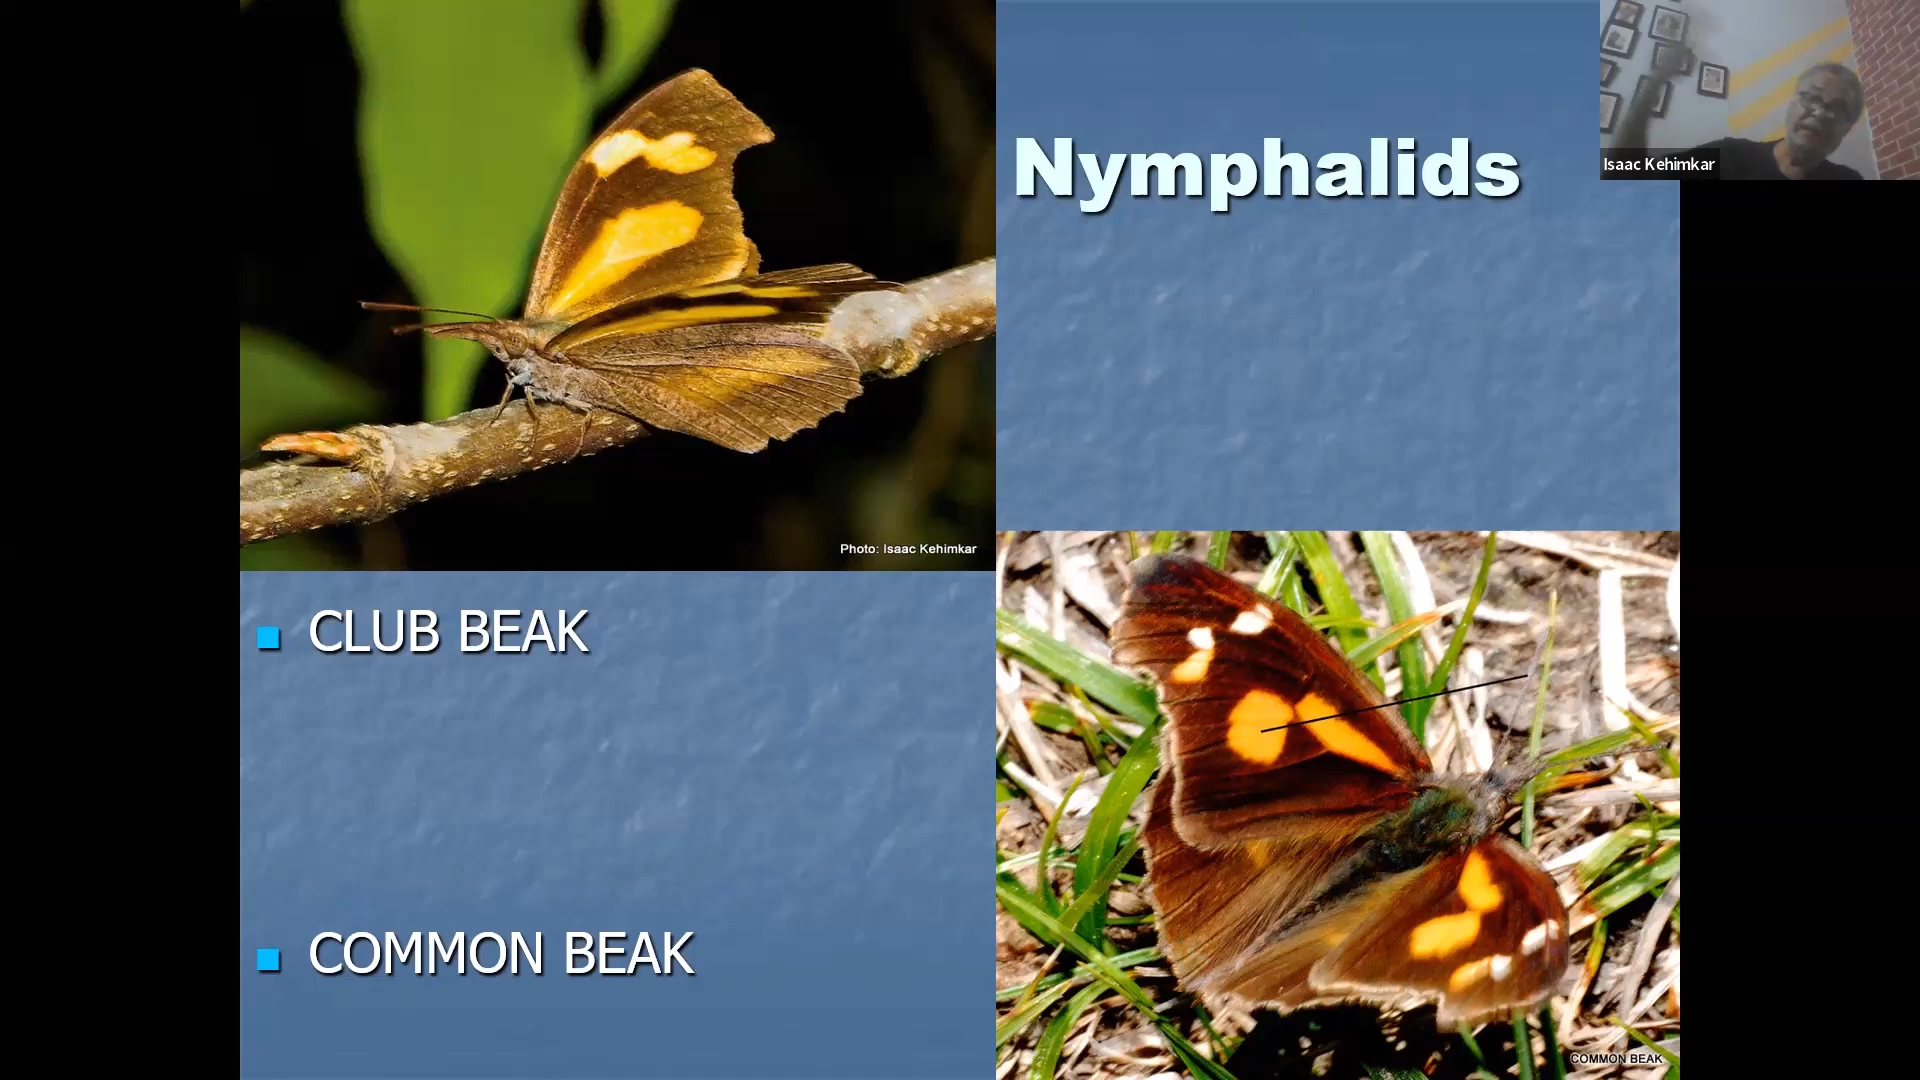 Nymphalids
Isaac Kehimkar
Photo: Isaac Kehimkar
CLUB BEAK
COMMON BEAK
COMMON BEAK